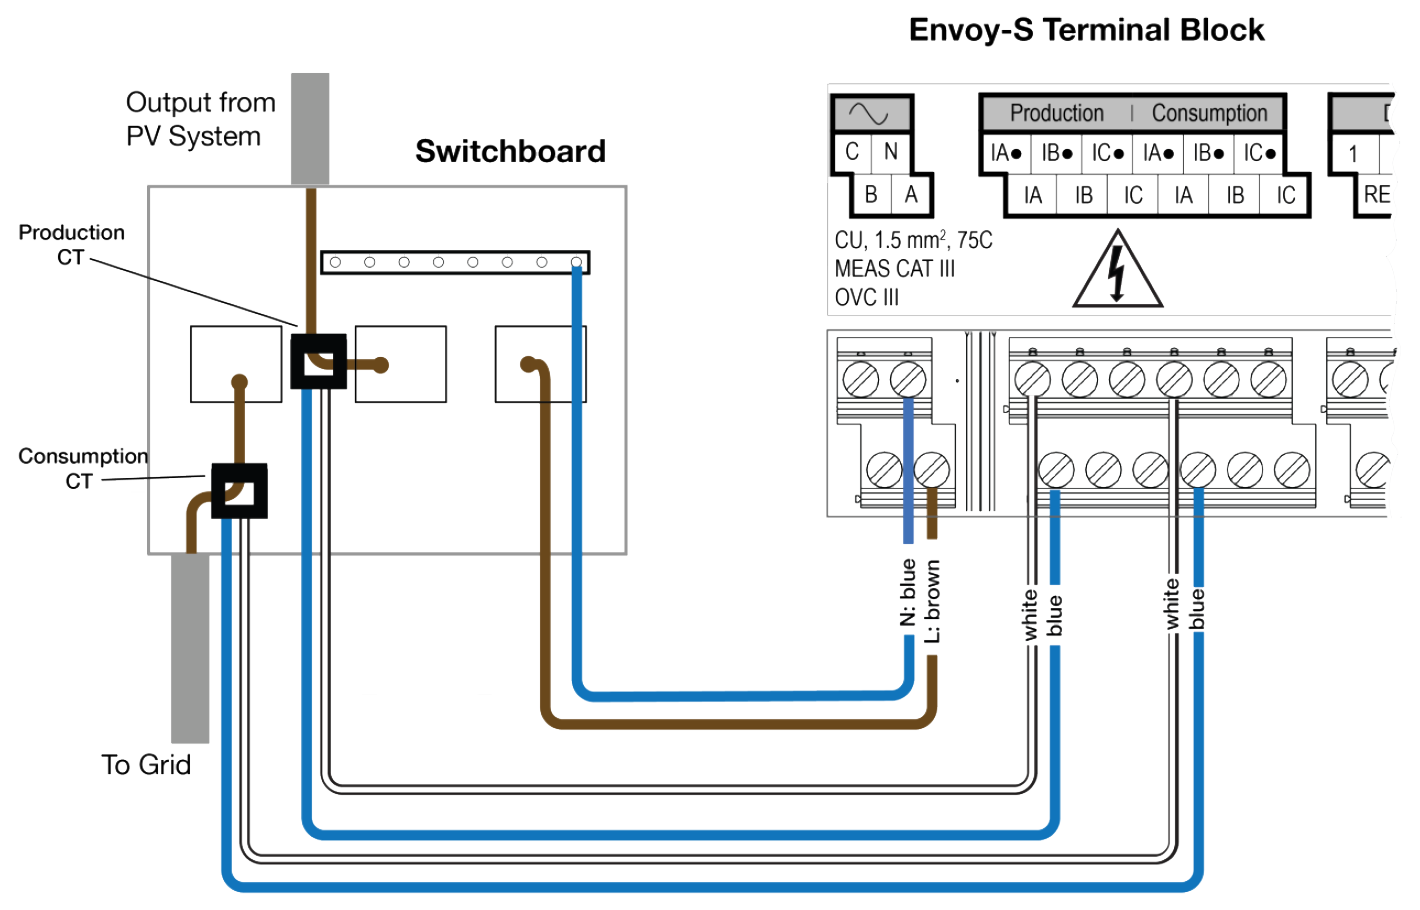 Envoy-S Terminal Block
Output from
PV System
Switchboard
Production | Consumption
C N
IA● IB● IC● IA● IB● IC●
1
B A
IA IB IC IA IB IC
RE
Production
CT
CU, 1.5 mm², 75C
MEAS CAT III
OVC III
Consumption
CT
N: blue
L: brown
white
blue
white
blue
To Grid